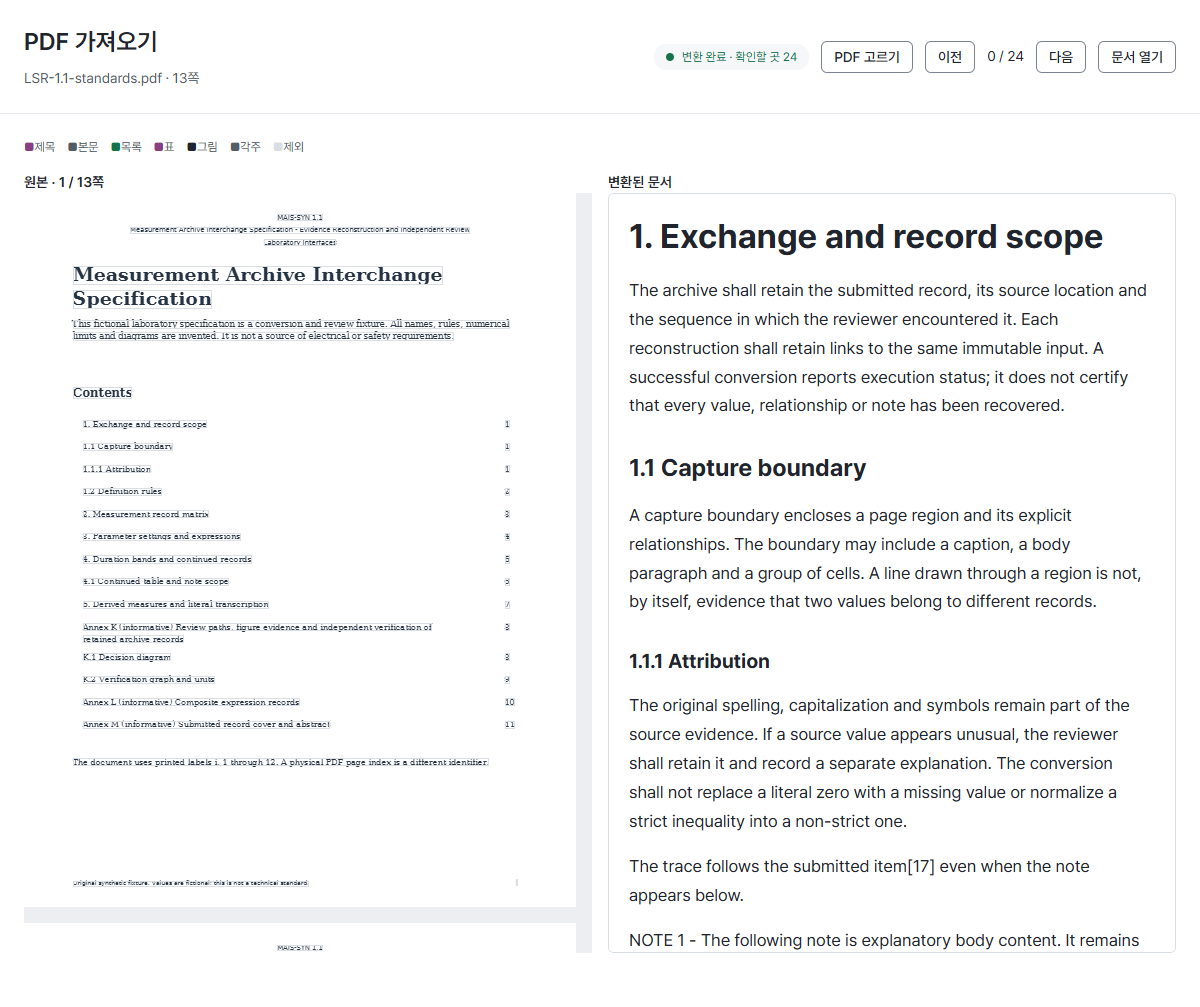 PDF 가져오기
LSR-1.1-standards.pdf · 13쪽
변환 완료 · 확인할 곳 24
PDF 고르기
이전
0 / 24
다음
문서 열기
제목
본문
목록
표
그림
각주
제외
원본 · 1 / 13쪽
MAIS-SYN 1.1
Measurement Archive Interchange Specification - Evidence Reconstruction and Independent Review
Laboratory Interfaces
Measurement Archive Interchange
Specification
This fictional laboratory specification is a conversion and review fixture. All names, rules, numerical
limits and diagrams are invented. It is not a source of electrical or safety requirements.
Contents
1. Exchange and record scope 1
1.1 Capture boundary 1
1.1.1 Attribution 1
1.2 Definition rules 2
2. Measurement record matrix 3
3. Parameter settings and expressions 4
4. Duration bands and continued records 5
4.1 Continued table and note scope
5. Derived measures and literal transcription 7
Annex K (informative) Review paths, figure evidence and independent verification of
retained archive records
K.1 Decision diagram
K.2 Verification graph and units 9
Annex L (informative) Composite expression records 10
Annex M (informative) Submitted record cover and abstract 11
The document uses printed labels i, 1 through 12. A physical PDF page index is a different identifier.
Original synthetic fixture. Values are fictional; this is not a technical standard.
MAIS-SYN 1.1
변환된 문서
1. Exchange and record scope
The archive shall retain the submitted record, its source location and
the sequence in which the reviewer encountered it. Each
reconstruction shall retain links to the same immutable input. A
successful conversion reports execution status; it does not certify
that every value, relationship or note has been recovered.
1.1 Capture boundary
A capture boundary encloses a page region and its explicit
relationships. The boundary may include a caption, a body
paragraph and a group of cells. A line drawn through a region is not,
by itself, evidence that two values belong to different records.
1.1.1 Attribution
The original spelling, capitalization and symbols remain part of the
source evidence. If a source value appears unusual, the reviewer
shall retain it and record a separate explanation. The conversion
shall not replace a literal zero with a missing value or normalize a
strict inequality into a non-strict one.
The trace follows the submitted item[17] even when the note
appears below.
NOTE 1 - The following note is explanatory body content. It remains